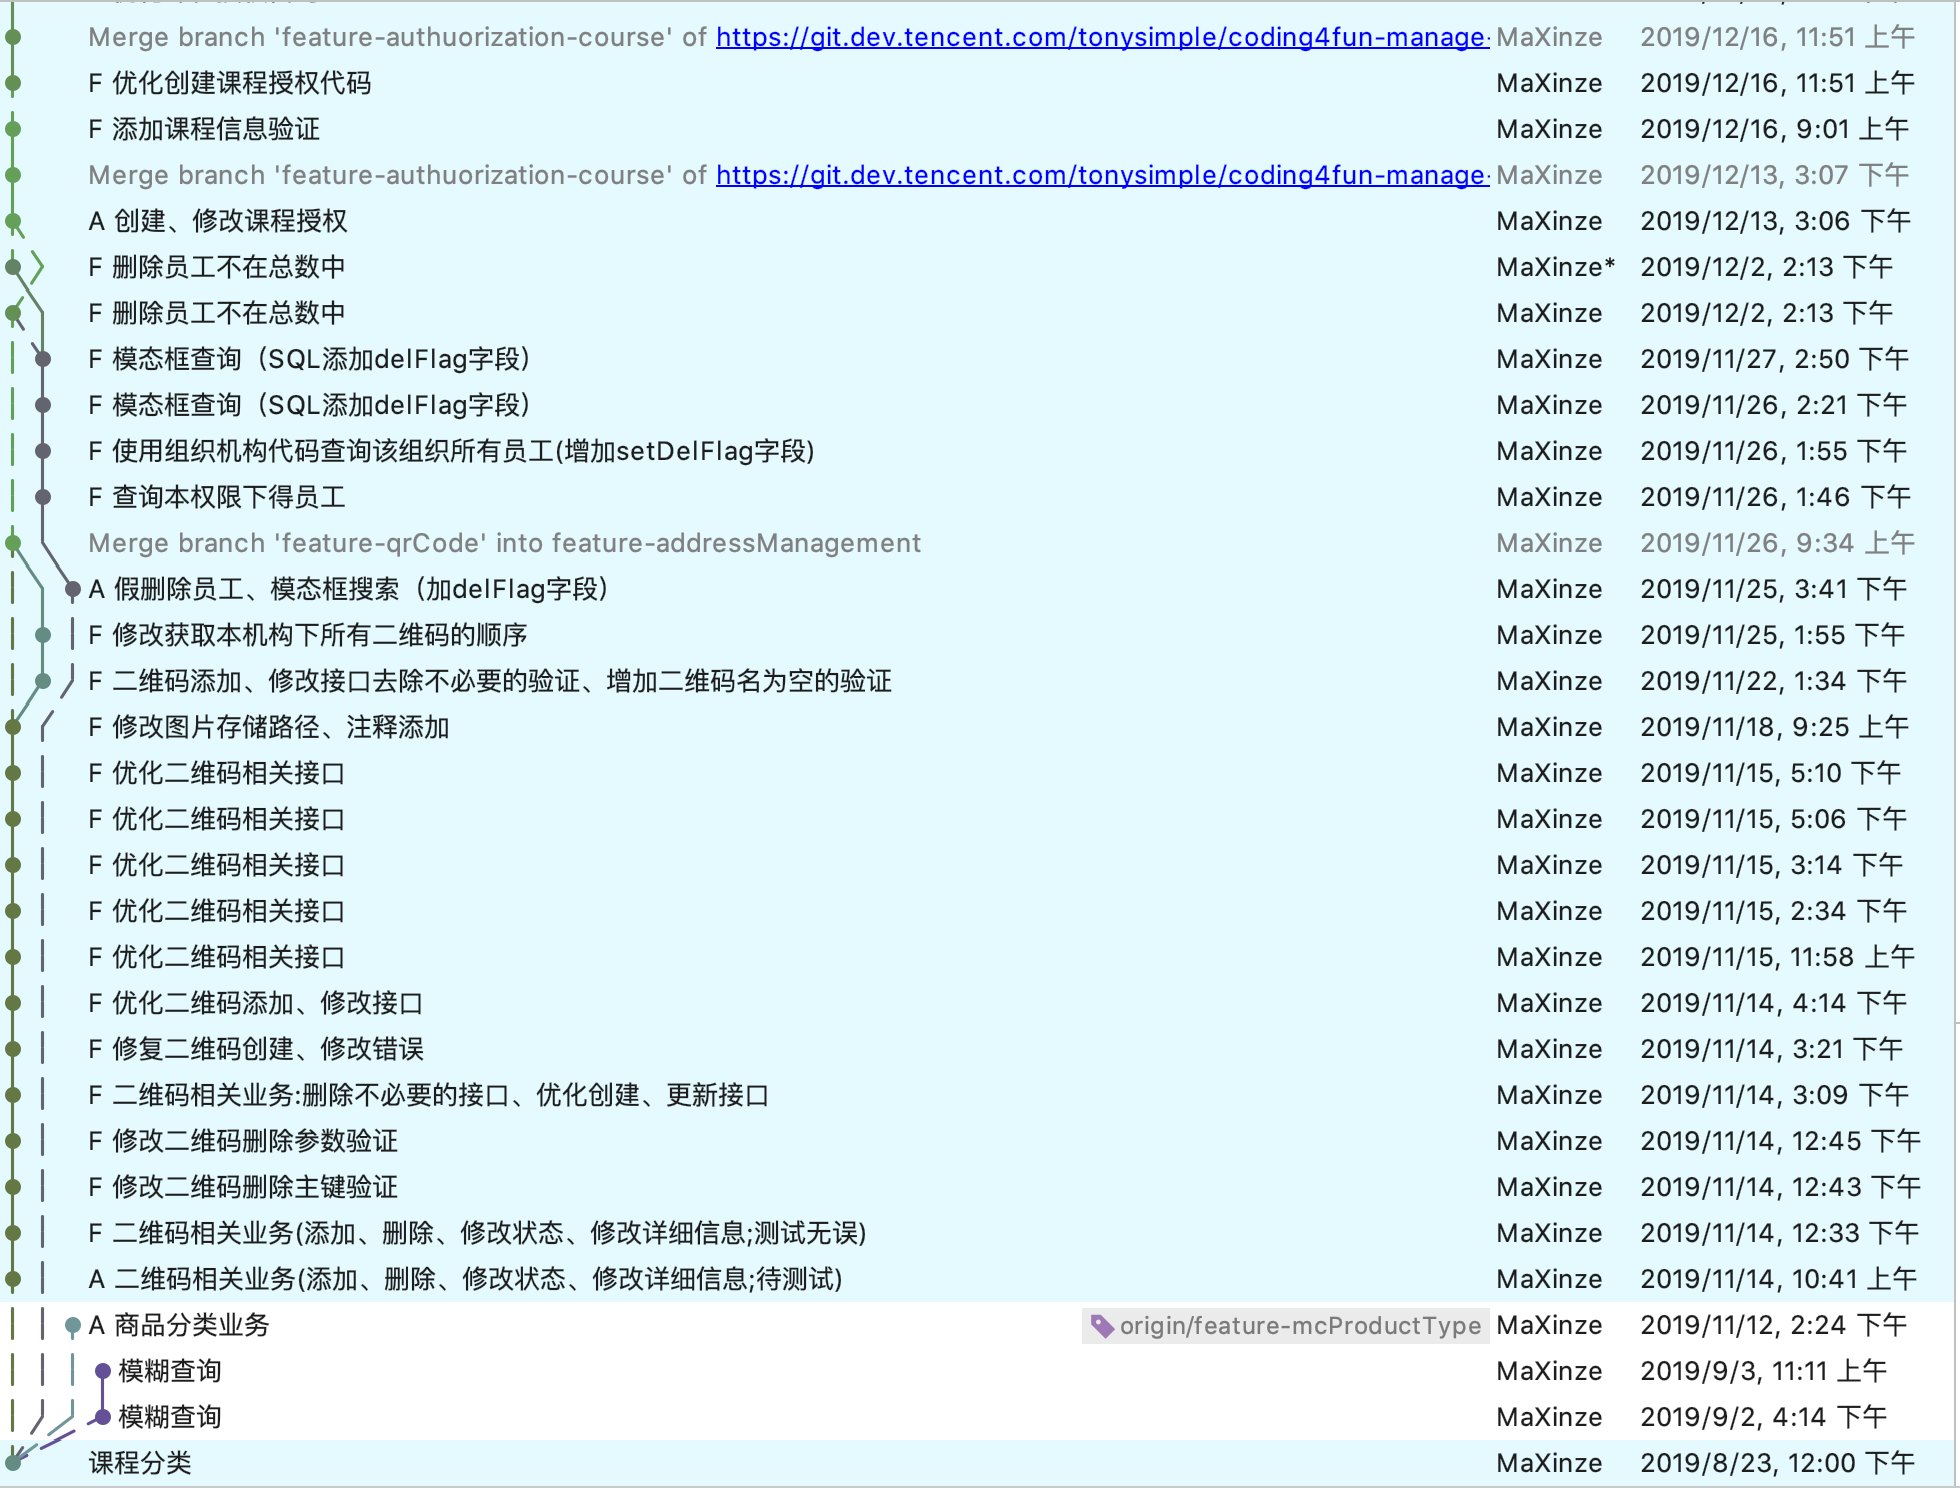 Merge branch 'feature-authuorization-course' of https://git.dev.tencent.com/tonysimple/coding4fun-manage- MaXinze 2019/12/16, 11:51 上午
F 优化创建课程授权代码 MaXinze 2019/12/16, 11:51 上午
F 添加课程信息验证 MaXinze 2019/12/16, 9:01 上午
Merge branch 'feature-authuorization-course' of https://git.dev.tencent.com/tonysimple/coding4fun-manage- MaXinze 2019/12/13, 3:07 下午
A 创建、修改课程授权 MaXinze 2019/12/13, 3:06 下午
F 删除员工不在总数中 MaXinze* 2019/12/2, 2:13 下午
F 删除员工不在总数中 MaXinze 2019/12/2, 2:13 下午
F 模态框查询（SQL添加delFlag字段） MaXinze 2019/11/27, 2:50 下午
F 模态框查询（SQL添加delFlag字段） MaXinze 2019/11/26, 2:21 下午
F 使用组织机构代码查询该组织所有员工(增加setDelFlag字段) MaXinze 2019/11/26, 1:55 下午
F 查询本权限下得员工 MaXinze 2019/11/26, 1:46 下午
Merge branch 'feature-qrCode' into feature-addressManagement MaXinze 2019/11/26, 9:34 上午
A 假删除员工、模态框搜索（加delFlag字段） MaXinze 2019/11/25, 3:41 下午
F 修改获取本机构下所有二维码的顺序 MaXinze 2019/11/25, 1:55 下午
F 二维码添加、修改接口去除不必要的验证、增加二维码名为空的验证 MaXinze 2019/11/22, 1:34 下午
F 修改图片存储路径、注释添加 MaXinze 2019/11/18, 9:25 上午
F 优化二维码相关接口 MaXinze 2019/11/15, 5:10 下午
F 优化二维码相关接口 MaXinze 2019/11/15, 5:06 下午
F 优化二维码相关接口 MaXinze 2019/11/15, 3:14 下午
F 优化二维码相关接口 MaXinze 2019/11/15, 2:34 下午
F 优化二维码相关接口 MaXinze 2019/11/15, 11:58 上午
F 优化二维码添加、修改接口 MaXinze 2019/11/14, 4:14 下午
F 修复二维码创建、修改错误 MaXinze 2019/11/14, 3:21 下午
F 二维码相关业务:删除不必要的接口、优化创建、更新接口 MaXinze 2019/11/14, 3:09 下午
F 修改二维码删除参数验证 MaXinze 2019/11/14, 12:45 下午
F 修改二维码删除主键验证 MaXinze 2019/11/14, 12:43 下午
F 二维码相关业务(添加、删除、修改状态、修改详细信息;测试无误) MaXinze 2019/11/14, 12:33 下午
A 二维码相关业务(添加、删除、修改状态、修改详细信息;待测试) MaXinze 2019/11/14, 10:41 上午
A 商品分类业务 origin/feature-mcProductType MaXinze 2019/11/12, 2:24 下午
模糊查询 MaXinze 2019/9/3, 11:11 上午
模糊查询 MaXinze 2019/9/2, 4:14 下午
课程分类 MaXinze 2019/8/23, 12:00 下午